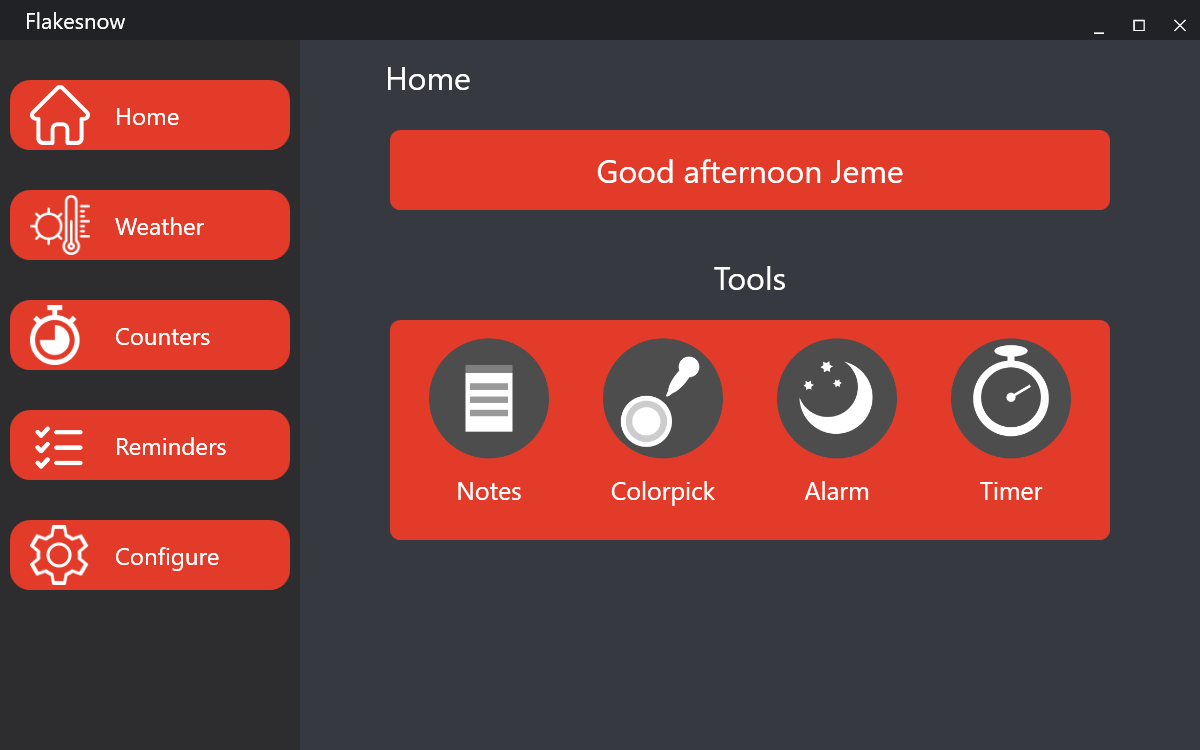 Flakesnow
Home
Weather
Counters
Reminders
Configure
Home
Good afternoon Jeme
Tools
Notes
Colorpick
Alarm
Timer